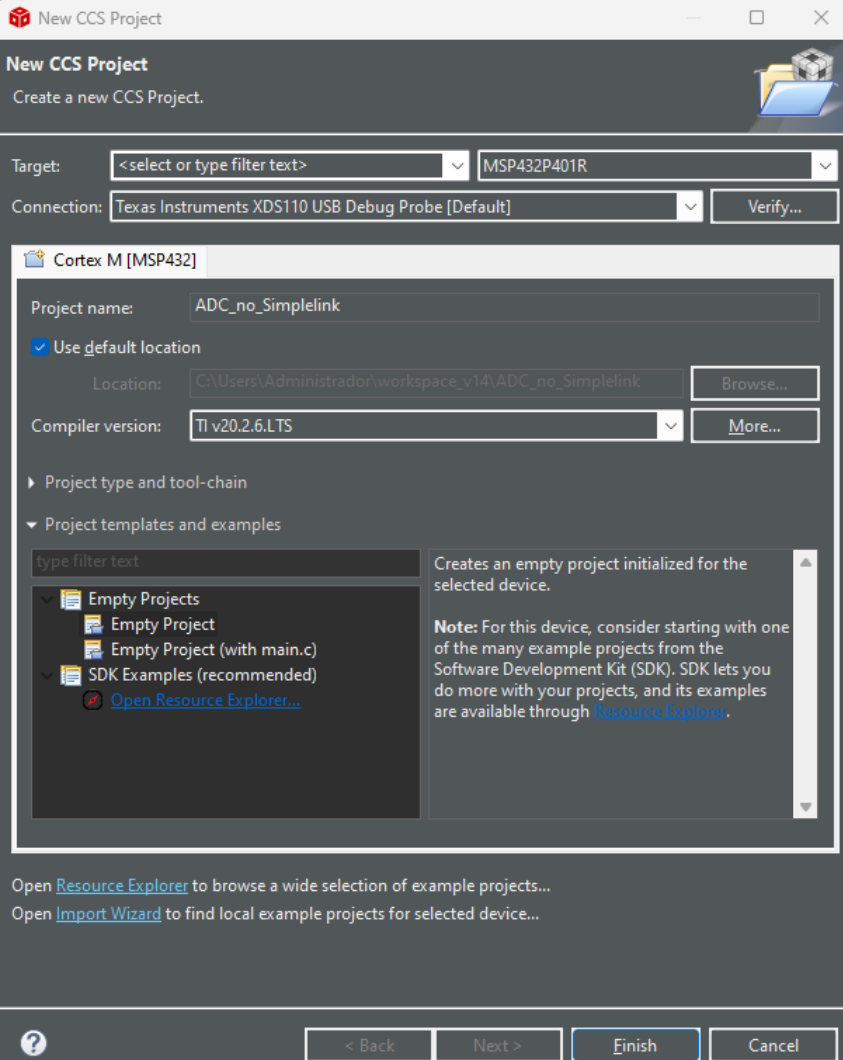 New CCS Project
New CCS Project
Create a new CCS Project.
Target: <select or type filter text> MSP432P401R
Connection: Texas Instruments XDS110 USB Debug Probe [Default] Verify...
Cortex M [MSP432]
Project name: ADC_no_Simplelink
Use default location
Location: C:\Users\Administrador\workspace_v14\ADC_no_Simplelink Browse...
Compiler version: TI v20.2.6.LTS More...
Project type and tool-chain
Project templates and examples
type filter text
Empty Projects
Empty Project
Empty Project (with main.c)
SDK Examples (recommended)
Open Resource Explorer...
Creates an empty project initialized for the
selected device.
Note: For this device, consider starting with one
of the many example projects from the
Software Development Kit (SDK). SDK lets you
do more with your projects, and its examples
are available through Resource Explorer.
Open Resource Explorer to browse a wide selection of example projects...
Open Import Wizard to find local example projects for selected device...
? < Back Next > Finish Cancel